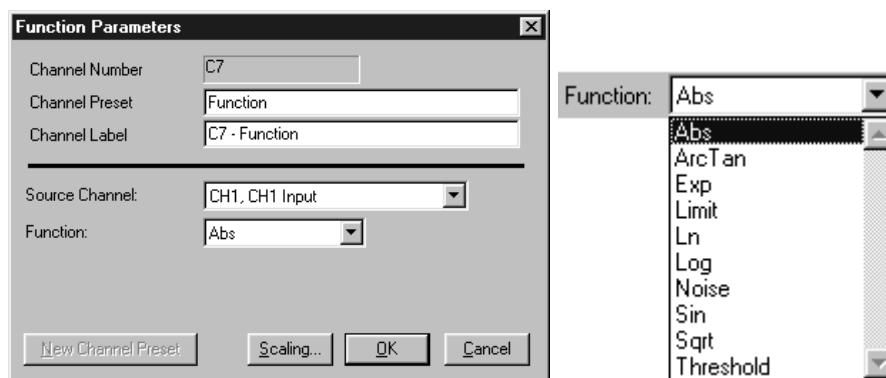 Function Parameters
Channel Number C7
Channel Preset Function
Channel Label C7 - Function
Source Channel: CH1, CH1 Input
Function: Abs
New Channel Preset Scaling... OK Cancel
Function: Abs
Abs
ArcTan
Exp
Limit
Ln
Log
Noise
Sin
Sqrt
Threshold